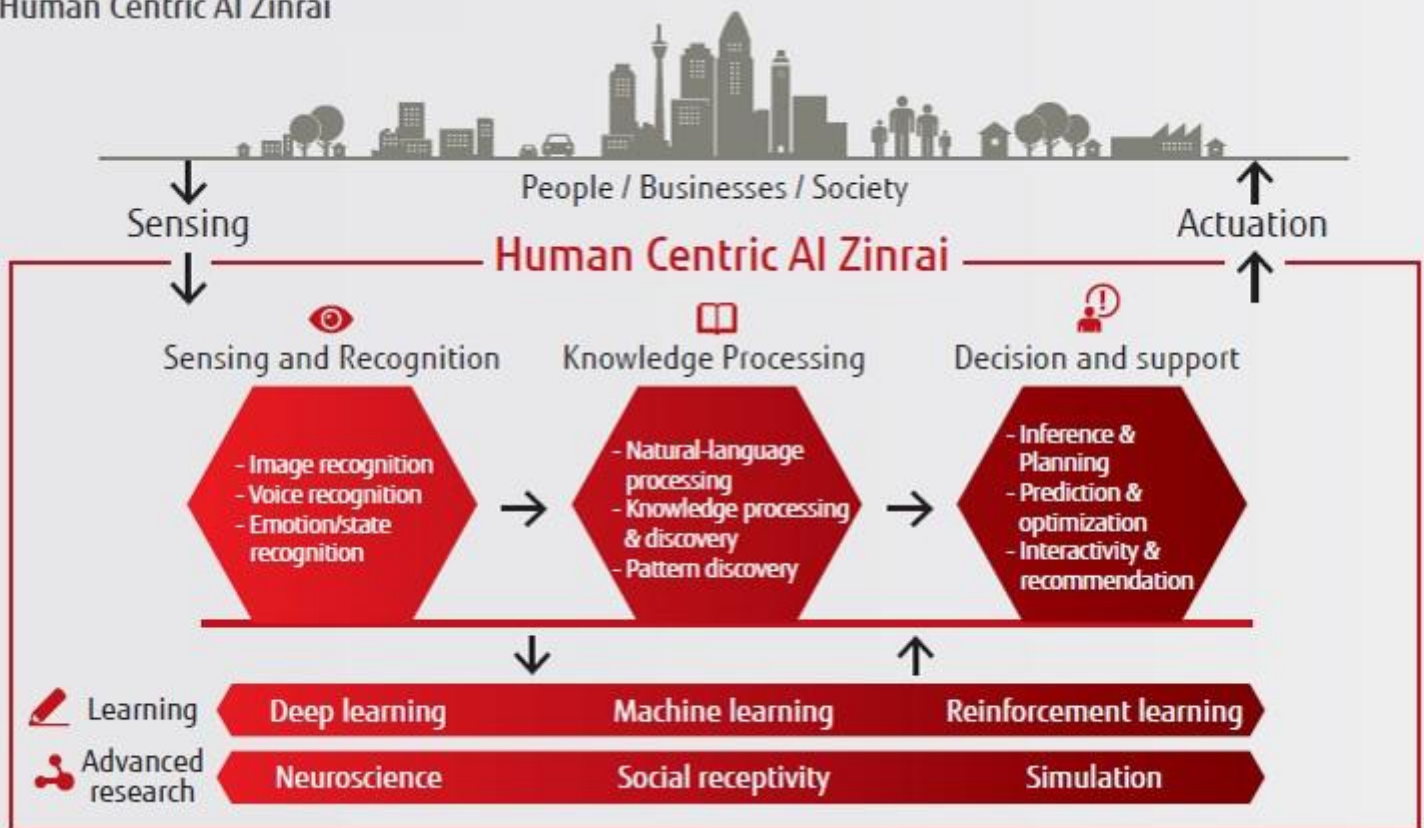 Human Centric AI Zinrai
People / Businesses / Society
Sensing
Actuation
Human Centric AI Zinrai
Sensing and Recognition
- Image recognition
- Voice recognition
- Emotion/state
recognition
Knowledge Processing
- Natural-language
processing
- Knowledge processing
& discovery
- Pattern discovery
Decision and support
- Inference &
Planning
- Prediction &
optimization
- Interactivity &
recommendation
Learning
Deep learning
Machine learning
Reinforcement learning
Advanced
research
Neuroscience
Social receptivity
Simulation